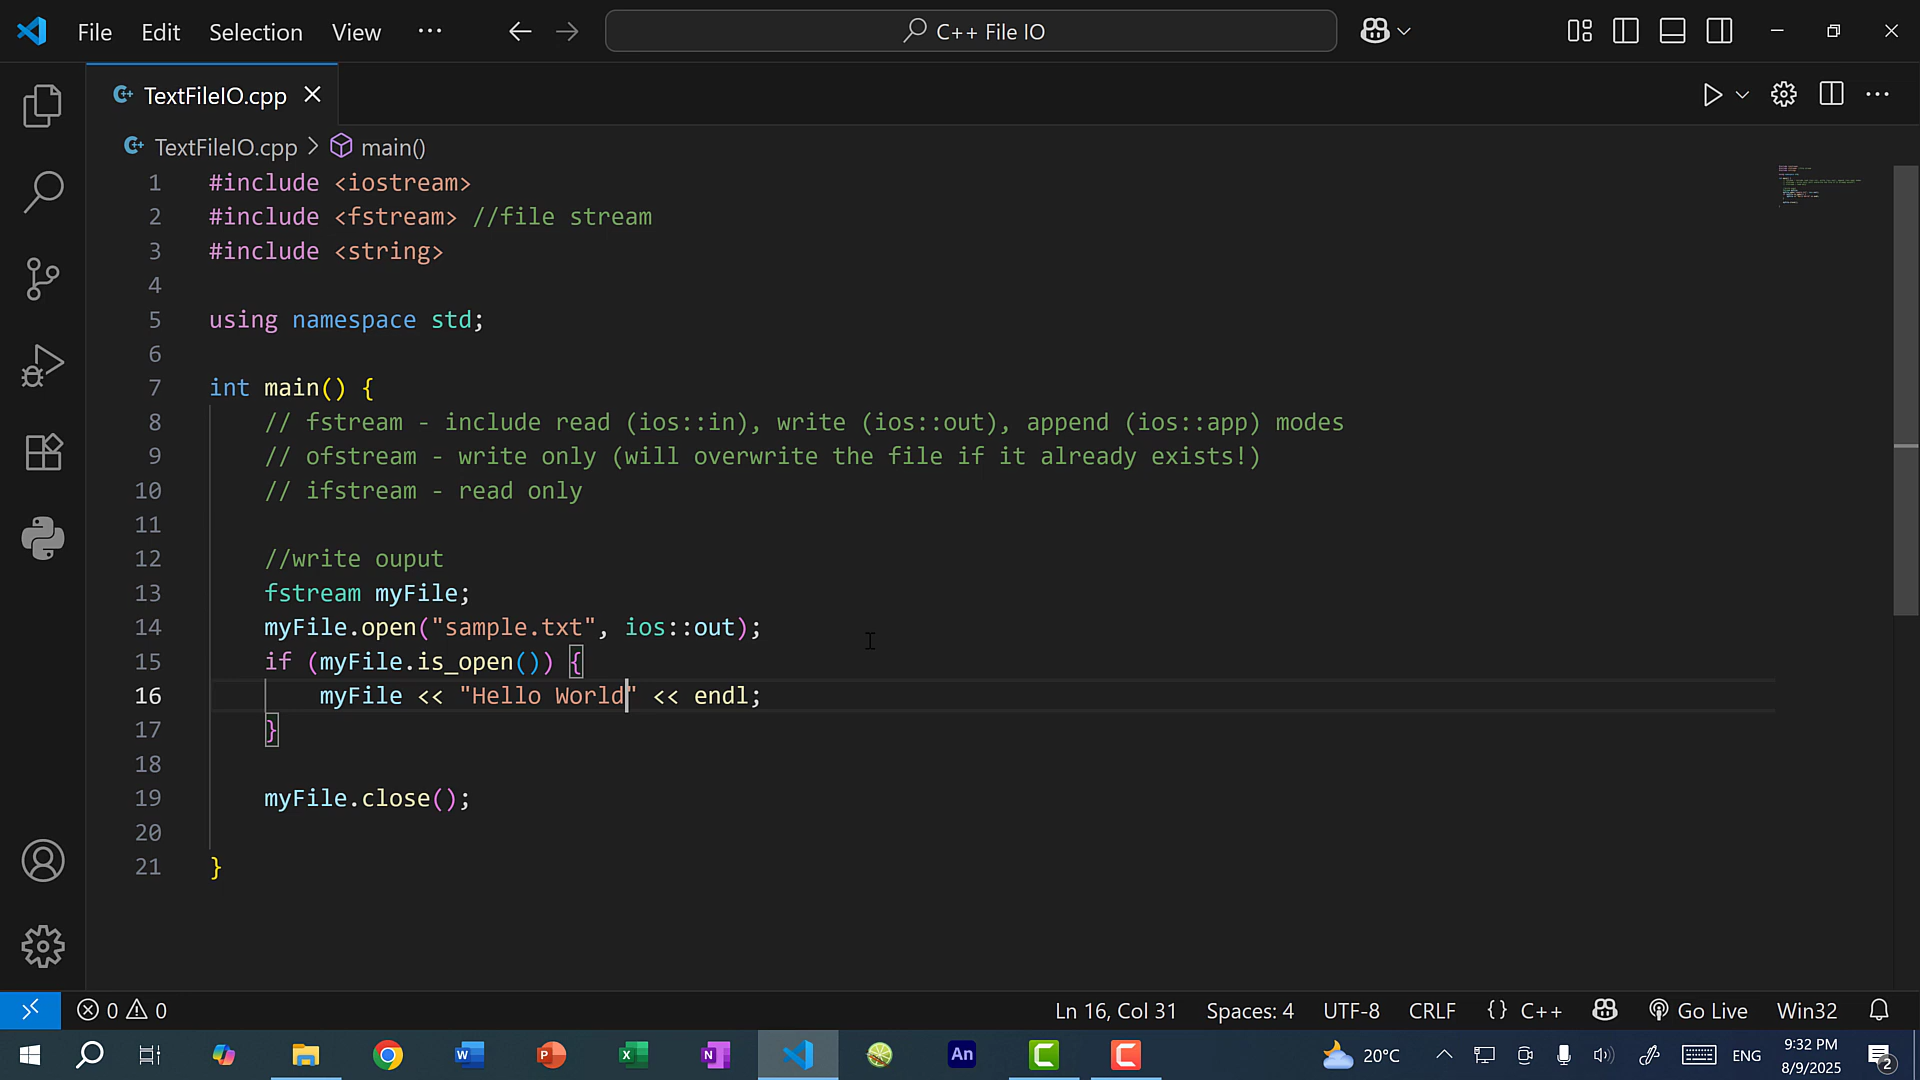 File Edit Selection View ··· C++ File IO
TextFileIO.cpp
TextFileIO.cpp > main()
1 #include <iostream>
2 #include <fstream> //file stream
3 #include <string>
4
5 using namespace std;
6
7 int main() {
8 // fstream - include read (ios::in), write (ios::out), append (ios::app) modes
9 // ofstream - write only (will overwrite the file if it already exists!)
10 // ifstream - read only
11
12 //write ouput
13 fstream myFile;
14 myFile.open("sample.txt", ios::out);
15 if (myFile.is_open()) {
16 myFile << "Hello World" << endl;
17 }
18
19 myFile.close();
20
21 }
0 0 Ln 16, Col 31 Spaces: 4 UTF-8 CRLF {} C++ Go Live Win32
20°C ENG 9:32 PM
8/9/2025 2